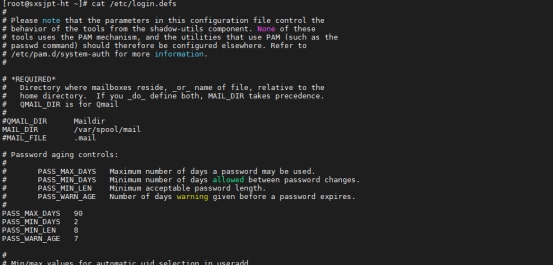 [root@sxsjpt-ht ~]# cat /etc/login.defs
#
# Please note that the parameters in this configuration file control the
# behavior of the tools from the shadow-utils component. None of these
# tools uses the PAM mechanism, and the utilities that use PAM (such as the
# passwd command) should therefore be configured elsewhere. Refer to
# /etc/pam.d/system-auth for more information.
#
# *REQUIRED*
#   Directory where mailboxes reside, _or_ name of file, relative to the
#   home directory.  If you _do_ define both, MAIL_DIR takes precedence.
#   QMAIL_DIR is for Qmail
#
#QMAIL_DIR      Maildir
MAIL_DIR        /var/spool/mail
#MAIL_FILE      .mail
# Password aging controls:
#
#       PASS_MAX_DAYS   Maximum number of days a password may be used.
#       PASS_MIN_DAYS   Minimum number of days allowed between password changes.
#       PASS_MIN_LEN    Minimum acceptable password length.
#       PASS_WARN_AGE   Number of days warning given before a password expires.
#
PASS_MAX_DAYS   90
PASS_MIN_DAYS   2
PASS_MIN_LEN    8
PASS_WARN_AGE   7
#
# Min/max values for automatic uid selection in useradd